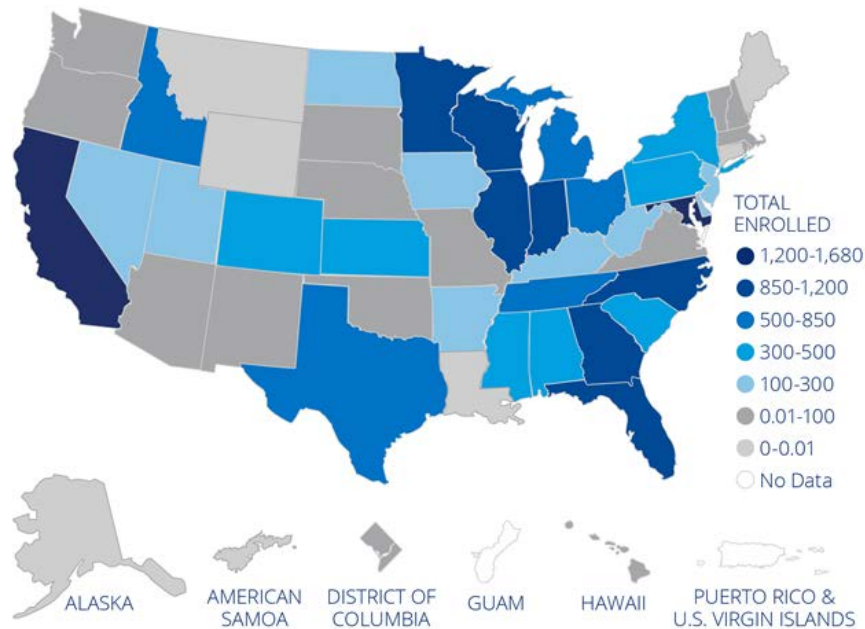 TOTAL
ENROLLED
1,200-1,680
850-1,200
500-850
300-500
100-300
0.01-100
0-0.01
No Data
ALASKA
AMERICAN
SAMOA
DISTRICT OF
COLUMBIA
GUAM
HAWAII
PUERTO RICO &
U.S. VIRGIN ISLANDS